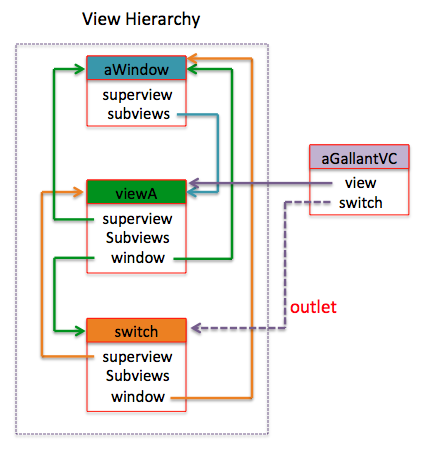 View Hierarchy
aWindow
superview
subviews
aGallantVC
view
switch
viewA
superview
Subviews
window
outlet
switch
superview
Subviews
window